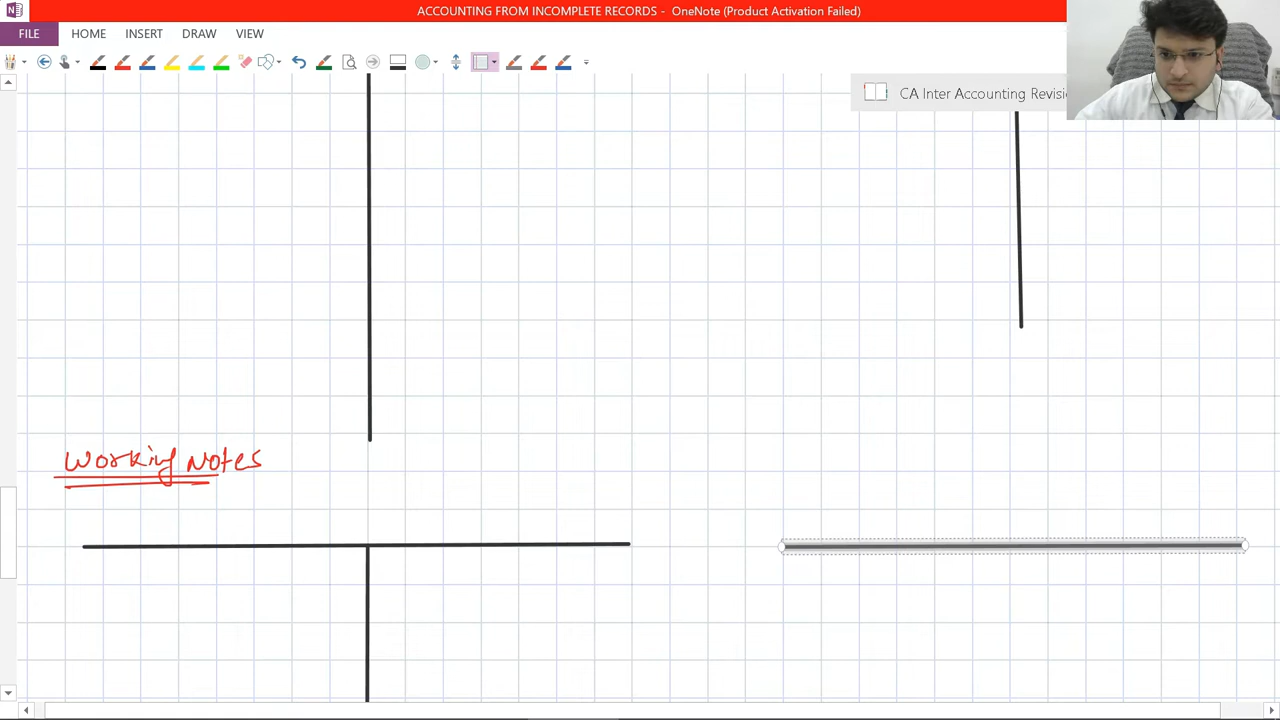 ACCOUNTING FROM INCOMPLETE RECORDS - OneNote (Product Activation Failed)
FILE HOME INSERT DRAW VIEW
CA Inter Accounting Revisi
Working Notes